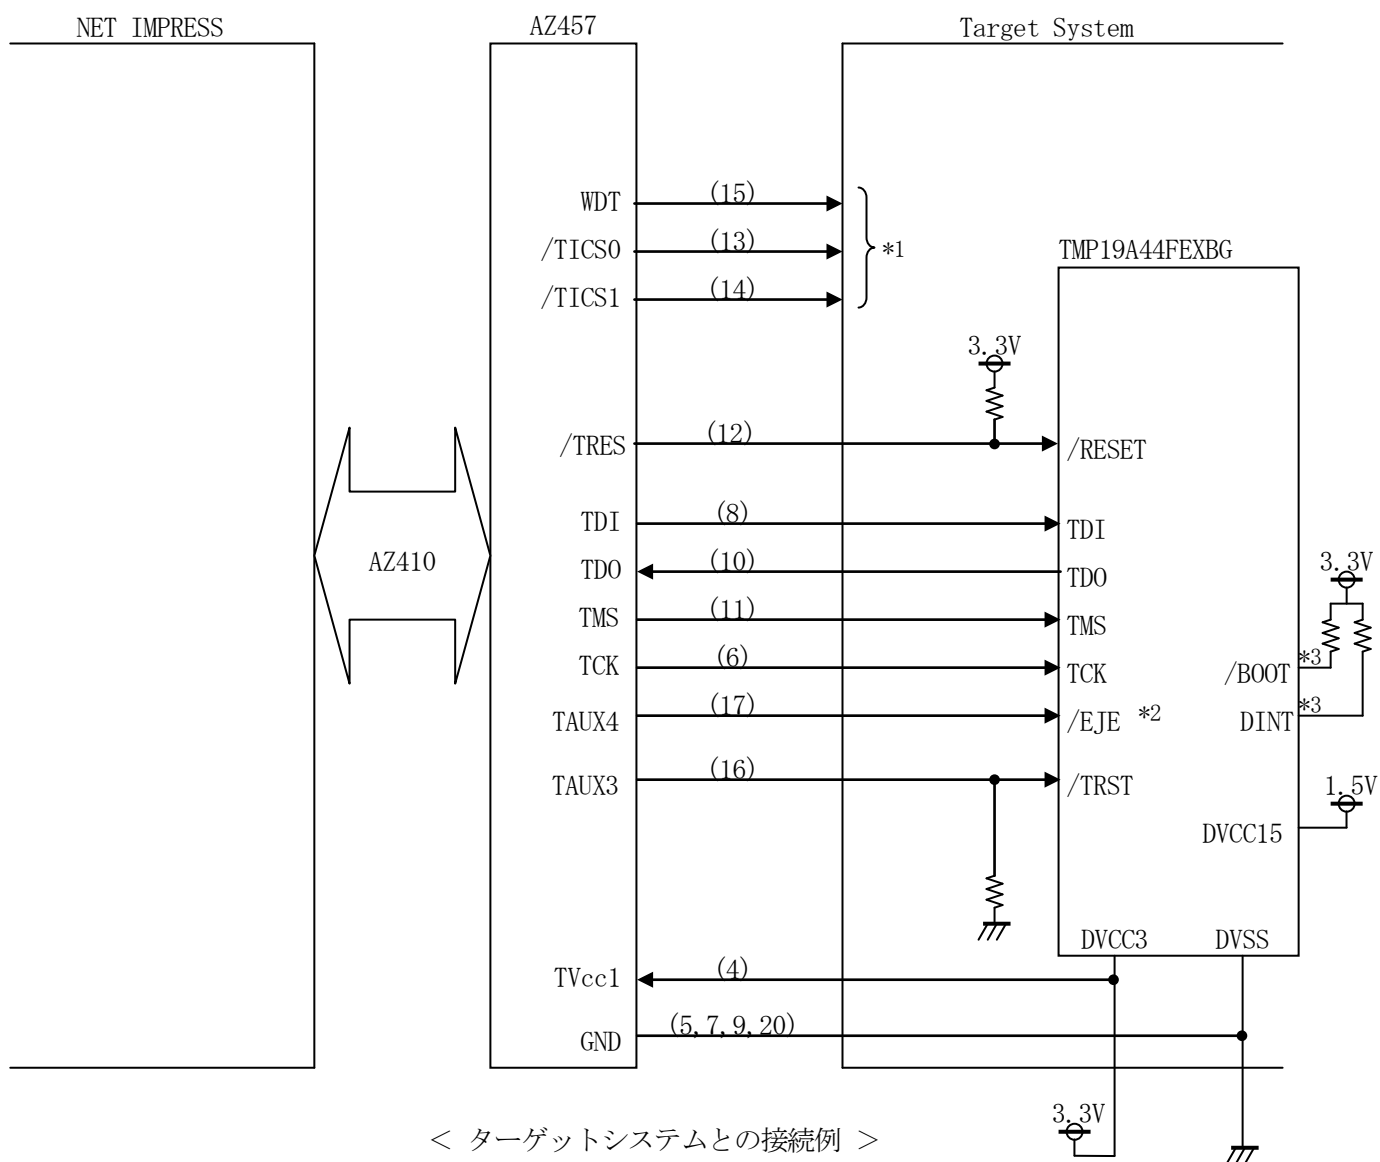 NET IMPRESS
AZ457
Target System
WDT
(15)
/TICS0
(13)
*1
/TICS1
(14)
TMP19A44FEXBG
3.3V
/TRES
(12)
/RESET
TDI
(8)
TDI
AZ410
TDO
(10)
TDO
3.3V
TMS
(11)
TMS
TCK
(6)
TCK
/BOOT
*3
TAUX4
(17)
/EJE
*2
DINT
*3
TAUX3
(16)
/TRST
1.5V
DVCC15
DVCC3
DVSS
TVcc1
(4)
GND
(5,7,9,20)
3.3V
< ターゲットシステムとの接続例 >